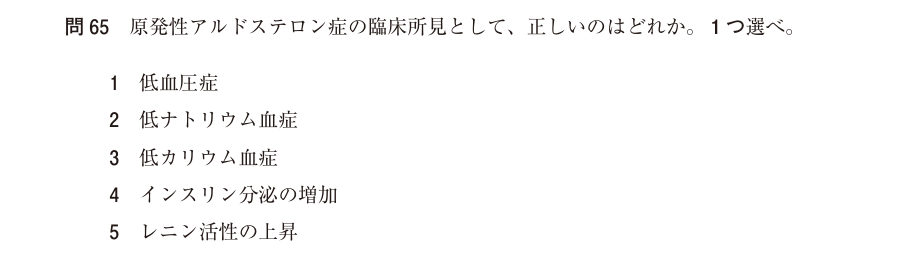 問 65　原発性アルドステロン症の臨床所見として、正しいのはどれか。1つ選べ。
1　低血圧症
2　低ナトリウム血症
3　低カリウム血症
4　インスリン分泌の増加
5　レニン活性の上昇